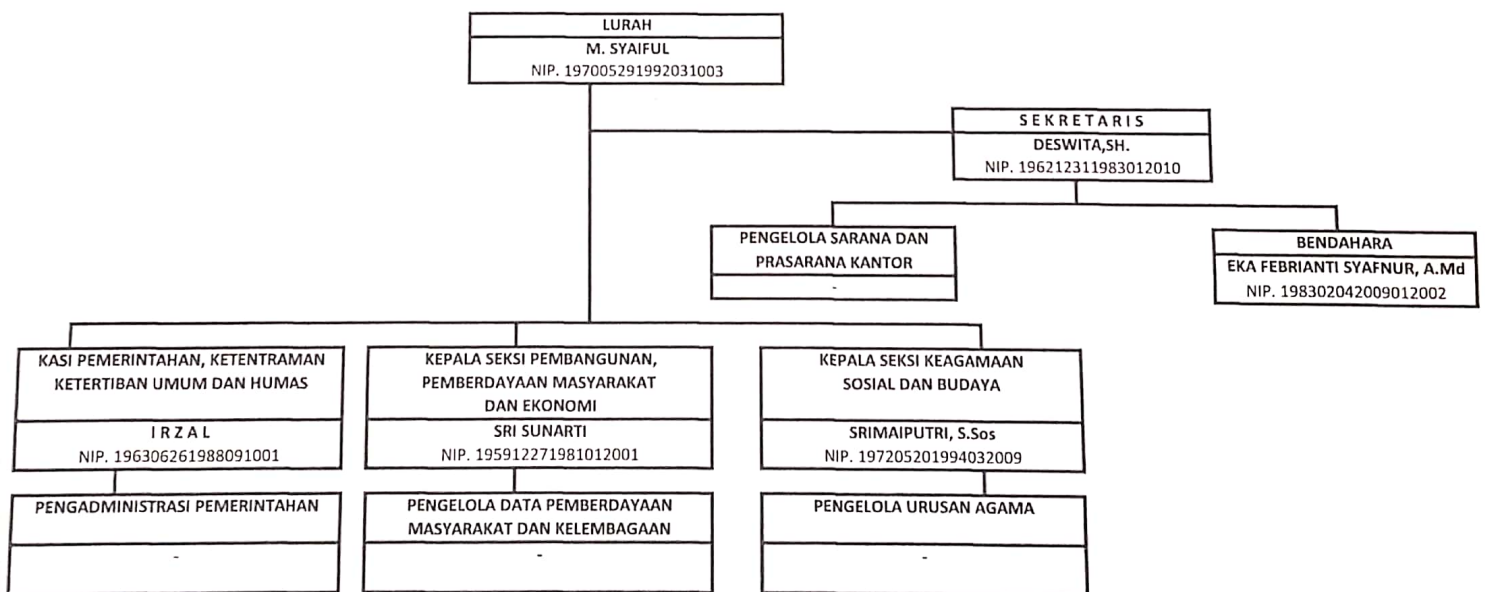 LURAH
M. SYAIFUL
NIP. 197005291992031003
S E K R E T A R I S
DESWITA,SH.
NIP. 196212311983012010
PENGELOLA SARANA DAN
PRASARANA KANTOR
-
BENDAHARA
EKA FEBRIANTI SYAFNUR, A.Md
NIP. 198302042009012002
KASI PEMERINTAHAN, KETENTRAMAN
KETERTIBAN UMUM DAN HUMAS
I R Z A L
NIP. 196306261988091001
KEPALA SEKSI PEMBANGUNAN,
PEMBERDAYAAN MASYARAKAT
DAN EKONOMI
SRI SUNARTI
NIP. 195912271981012001
KEPALA SEKSI KEAGAMAAN
SOSIAL DAN BUDAYA
SRIMAIPUTRI, S.Sos
NIP. 197205201994032009
PENGADMINISTRASI PEMERINTAHAN
-
PENGELOLA DATA PEMBERDAYAAN
MASYARAKAT DAN KELEMBAGAAN
-
PENGELOLA URUSAN AGAMA
-